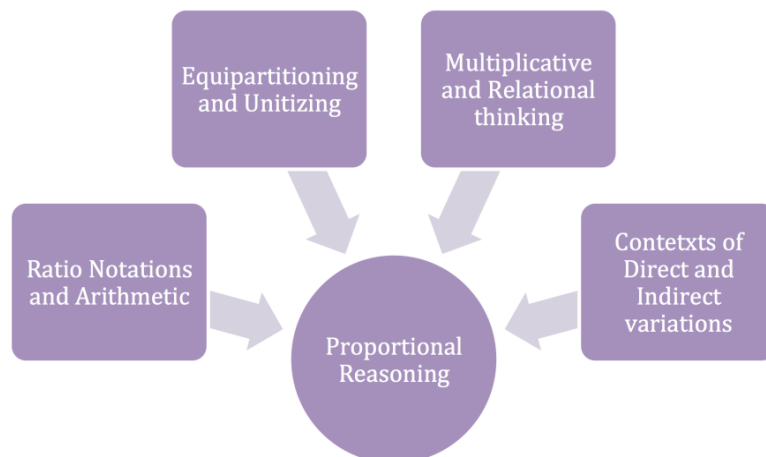 Equipartitioning
and Unitizing
Multiplicative
and Relational
thinking
Ratio Notations
and Arithmetic
Contetxts of
Direct and
Indirect
variations
Proportional
Reasoning